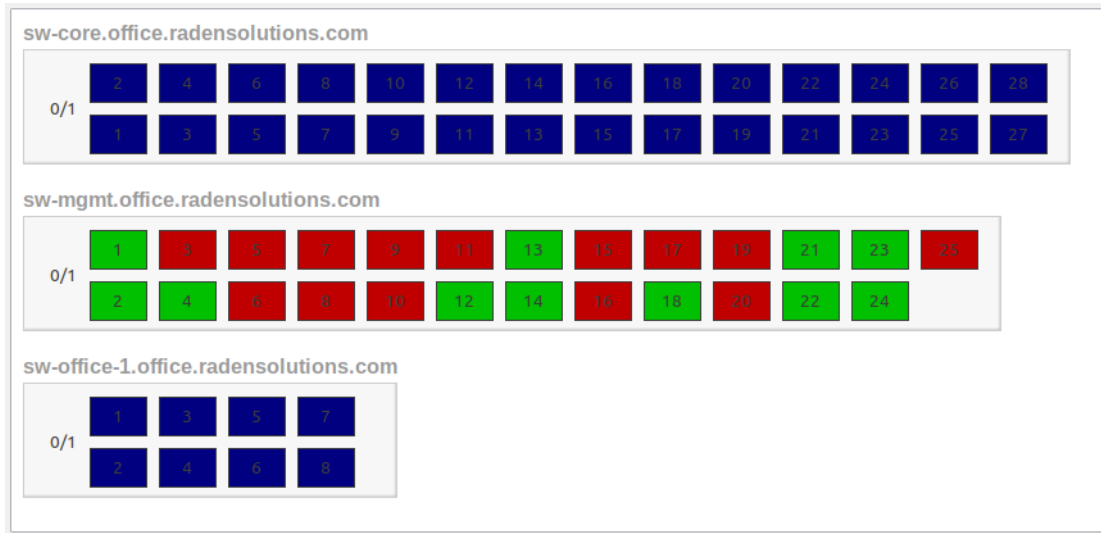 sw-core.office.radensolutions.com
2 4 6 8 10 12 14 16 18 20 22 24 26 28
0/1
1 3 5 7 9 11 13 15 17 19 21 23 25 27
sw-mgmt.office.radensolutions.com
1 3 5 7 9 11 13 15 17 19 21 23 25
0/1
2 4 6 8 10 12 14 16 18 20 22 24
sw-office-1.office.radensolutions.com
1 3 5 7
0/1
2 4 6 8